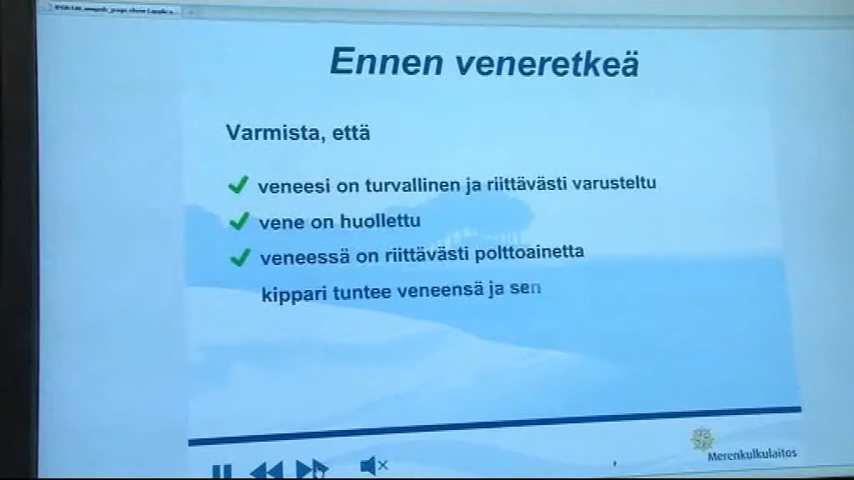 Ennen veneretkeä
Varmista, että
veneesi on turvallinen ja riittävästi varusteltu
vene on huollettu
veneessä on riittävästi polttoainetta
kippari tuntee veneensä ja sen
Merenkulkulaitos